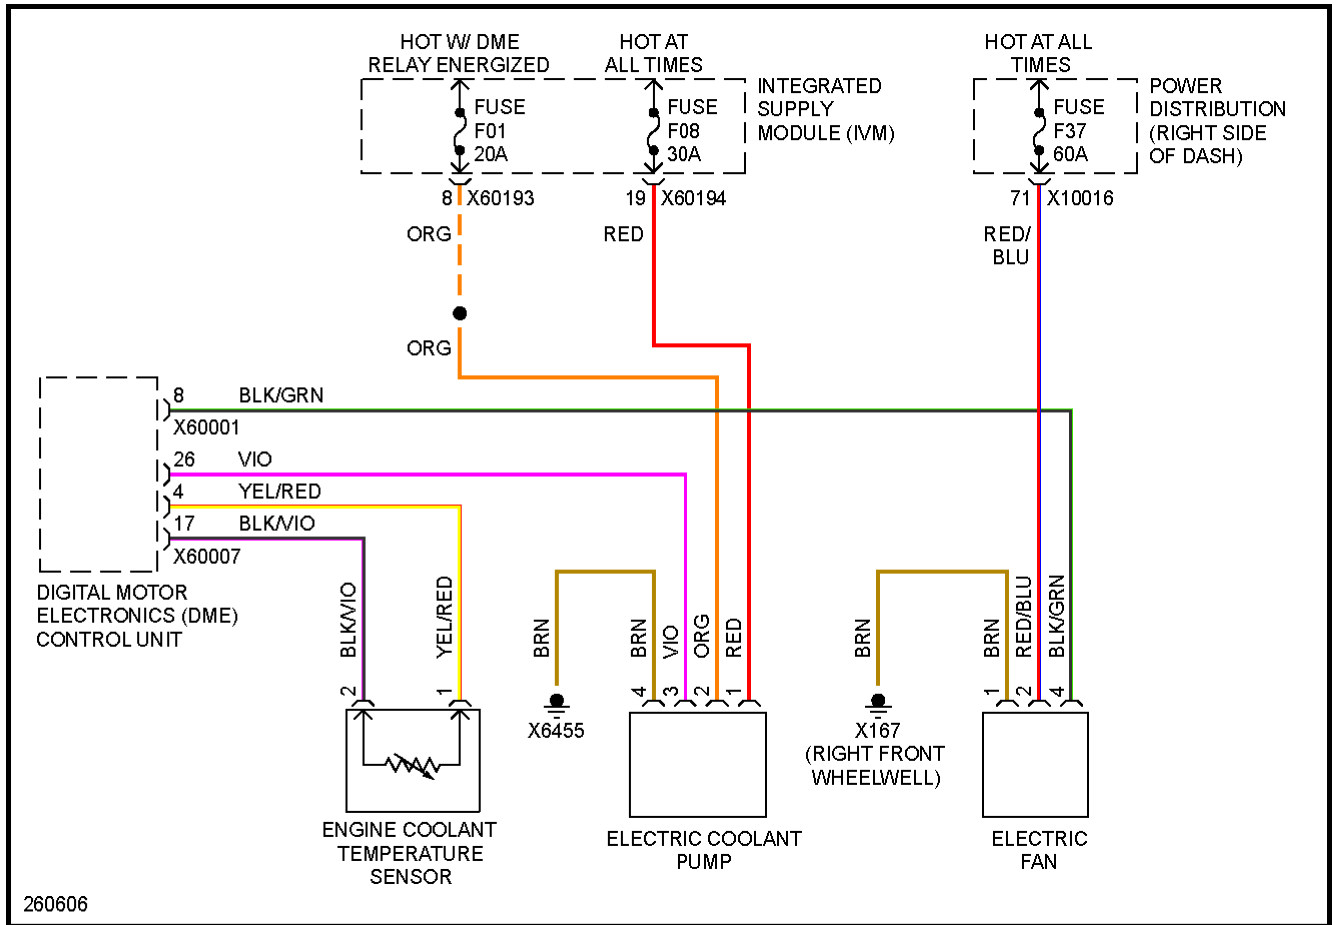 HOT W/ DME
RELAY ENERGIZED
HOT AT
ALL TIMES
HOT AT ALL
TIMES
FUSE
F01
20A
FUSE
F08
30A
INTEGRATED
SUPPLY
MODULE (IVM)
FUSE
F37
60A
POWER
DISTRIBUTION
(RIGHT SIDE
OF DASH)
8 X60193
19 X60194
71 X10016
ORG
RED
RED/
BLU
ORG
8 BLK/GRN
X60001
26 VIO
4 YEL/RED
17 BLK/VIO
X60007
DIGITAL MOTOR
ELECTRONICS (DME)
CONTROL UNIT
BLK/VIO
YEL/RED
BRN
BRN
VIO
ORG
RED
BRN
BRN
RED/BLU
BLK/GRN
2
1
4
3
2
1
1
2
4
X6455
X167
(RIGHT FRONT
WHEELWELL)
ENGINE COOLANT
TEMPERATURE
SENSOR
ELECTRIC COOLANT
PUMP
ELECTRIC
FAN
260606